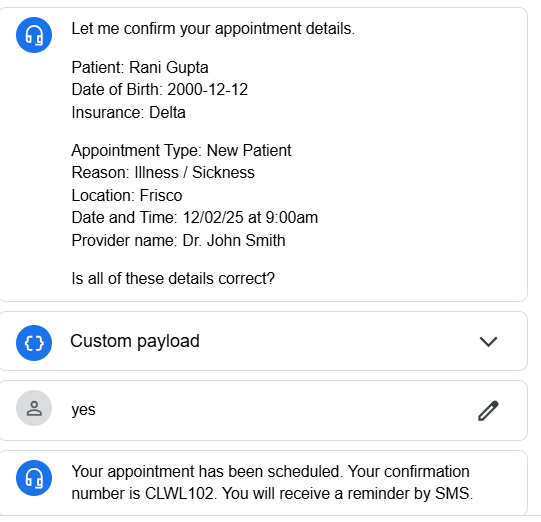 Let me confirm your appointment details.
Patient: Rani Gupta
Date of Birth: 2000-12-12
Insurance: Delta
Appointment Type: New Patient
Reason: Illness / Sickness
Location: Frisco
Date and Time: 12/02/25 at 9:00am
Provider name: Dr. John Smith
Is all of these details correct?
Custom payload
yes
Your appointment has been scheduled. Your confirmation
number is CLWL102. You will receive a reminder by SMS.